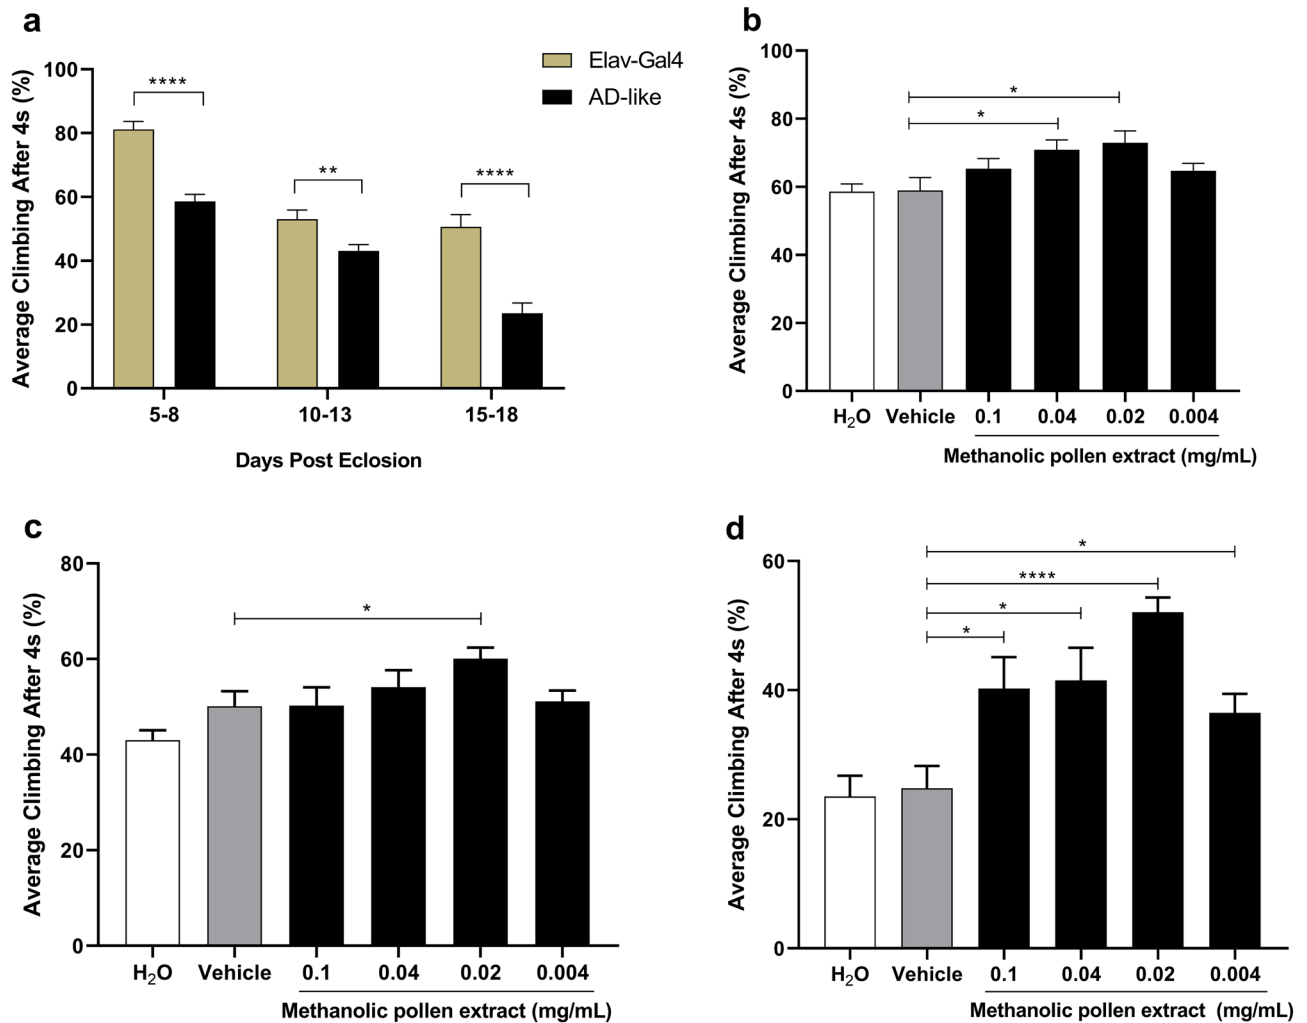 a
Average Climbing After 4s (%)
100
80
60
40
20
0
****
**
****
Elav-Gal4
AD-like
5-8
10-13
15-18
Days Post Eclosion
b
Average Climbing After 4s (%)
100
80
60
40
20
0
*
*
H₂O
Vehicle
0.1
0.04
0.02
0.004
Methanolic pollen extract (mg/mL)
c
Average Climbing After 4s (%)
80
60
40
20
0
*
H₂O
Vehicle
0.1
0.04
0.02
0.004
Methanolic pollen extract (mg/mL)
d
Average Climbing After 4s (%)
60
40
20
0
*
****
*
*
H₂O
Vehicle
0.1
0.04
0.02
0.004
Methanolic pollen extract (mg/mL)